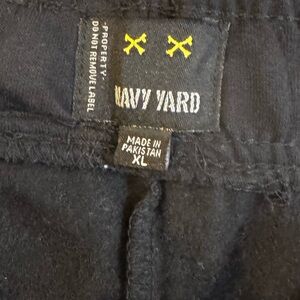 -PROPERTY-
DO NOT REMOVE LABEL
NAVY YARD
MADE IN
PAKISTAN
XL